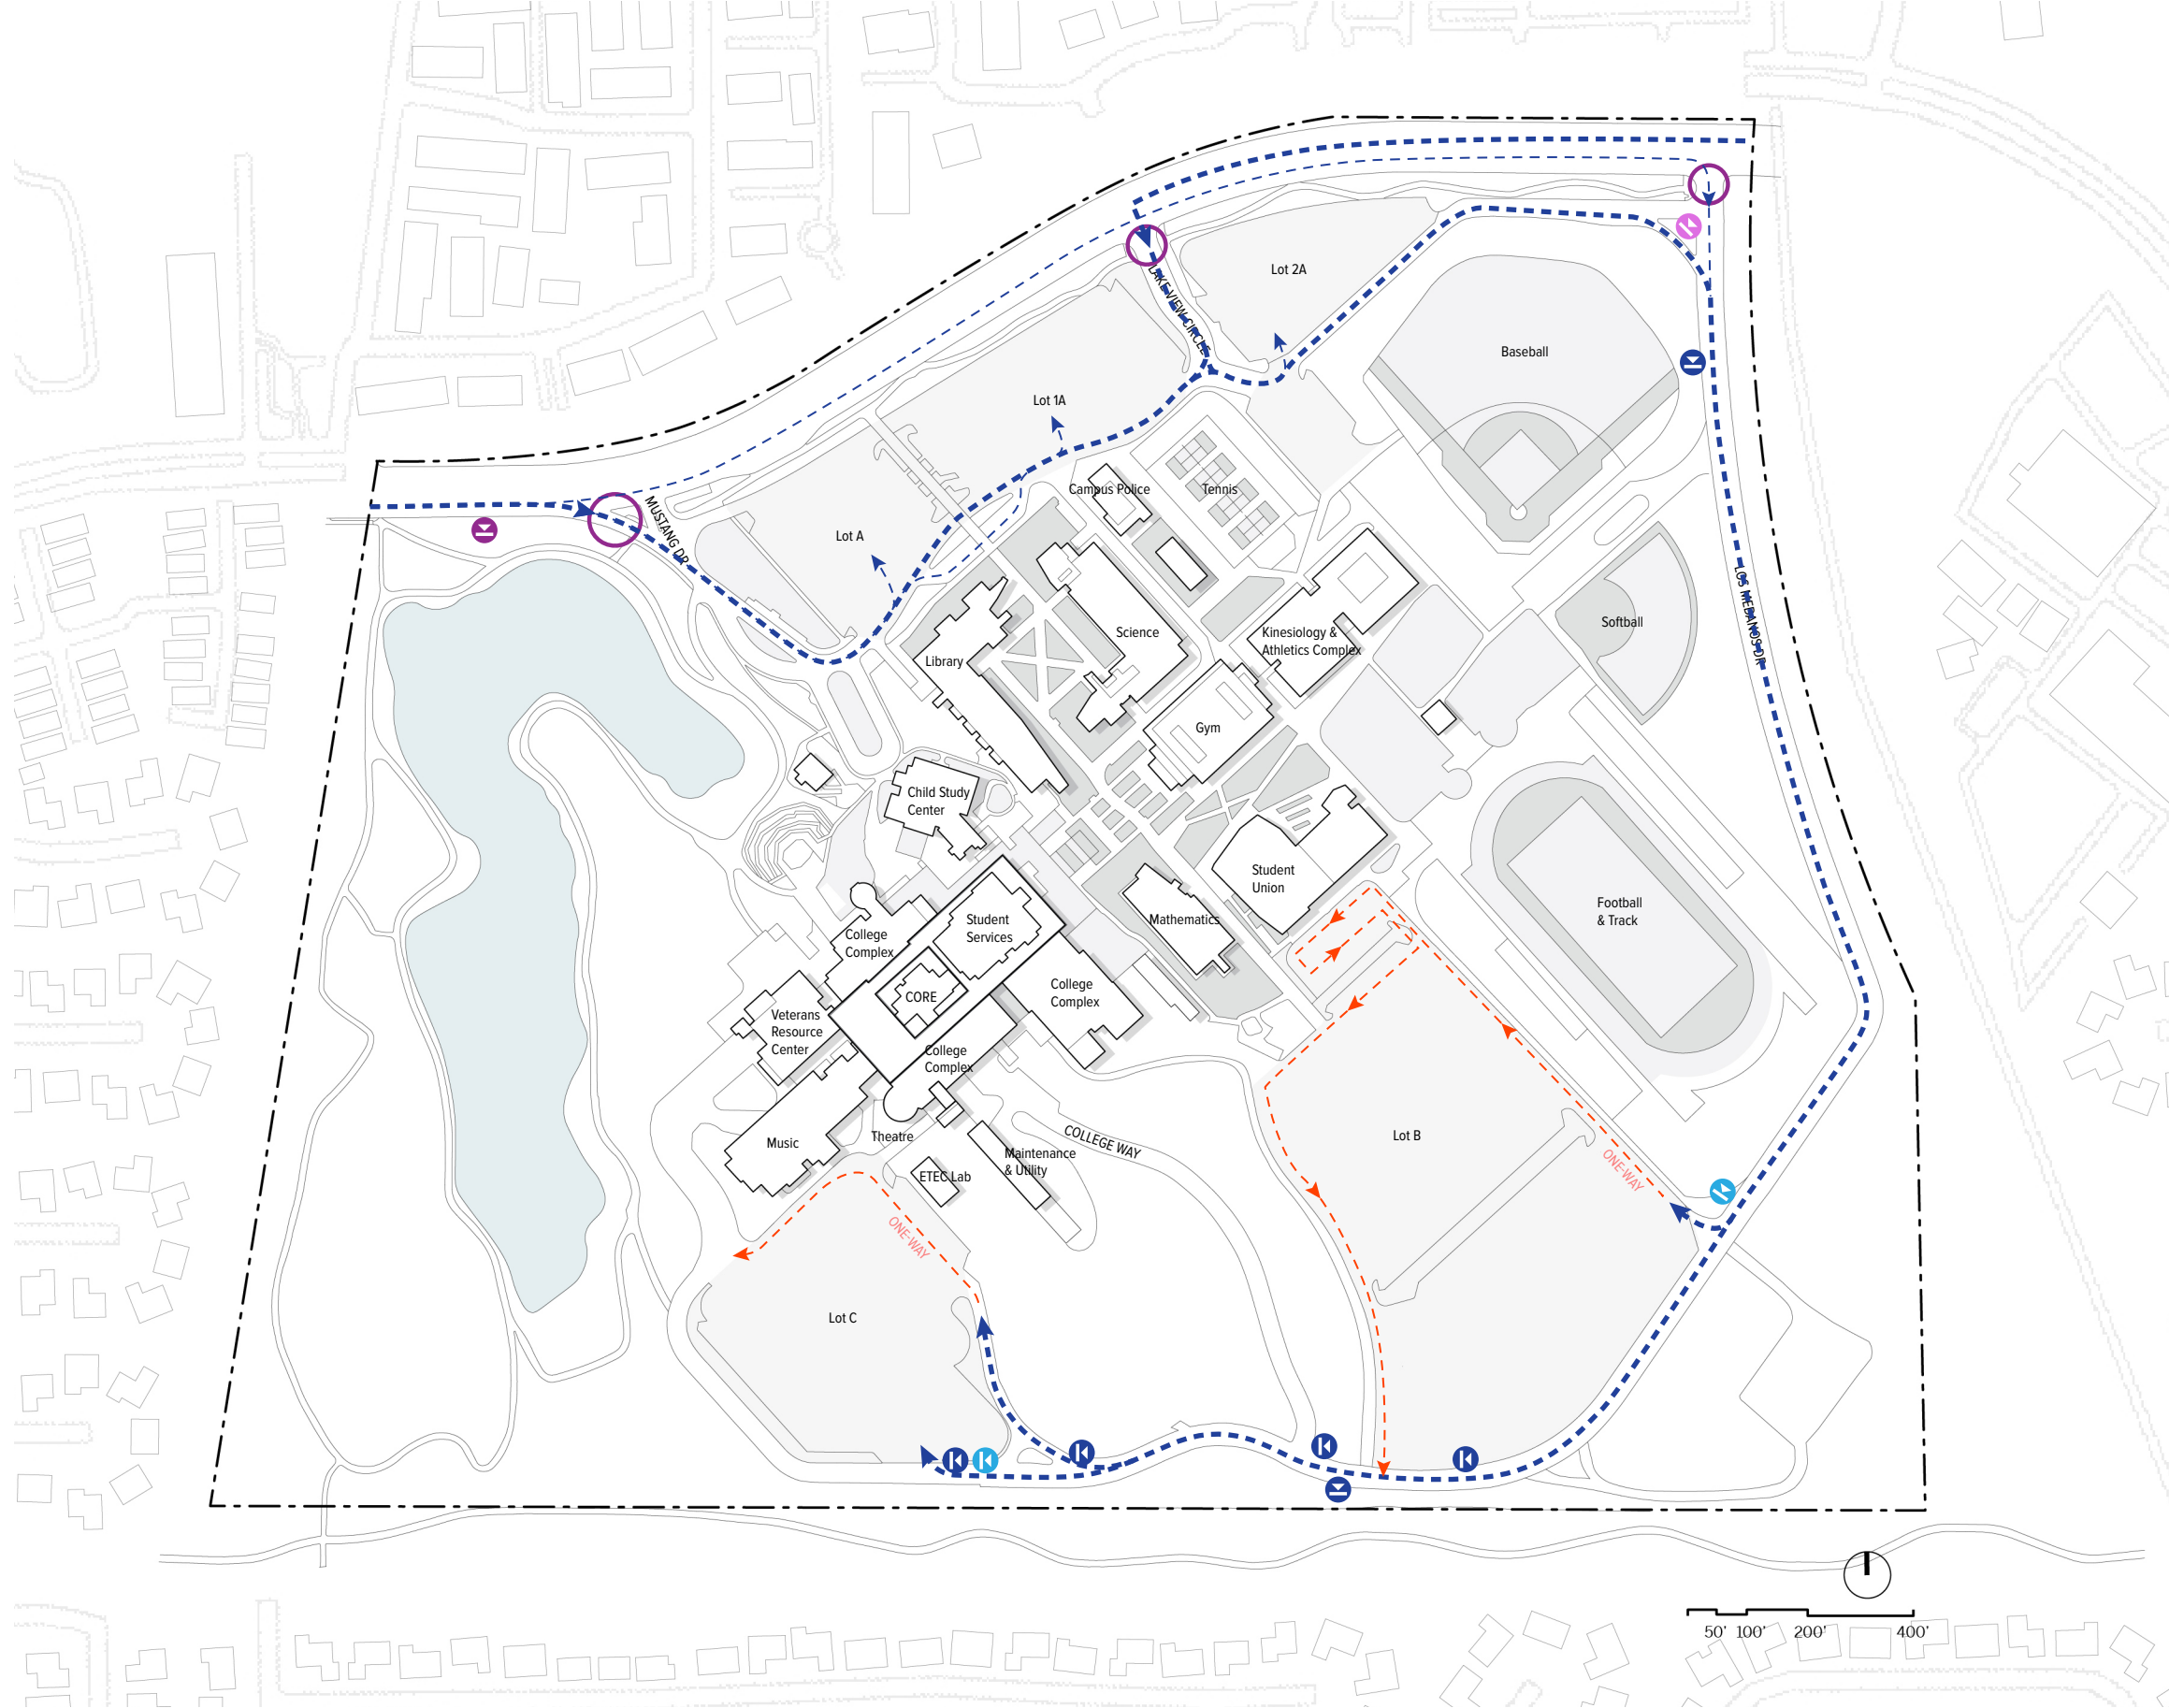 LAKE VIEW CIRCLE
Lot 2A
Baseball
Lot 1A
Campus Police
Tennis
MUSTANG DR
Lot A
LOS MEDANOS DR
Softball
Science
Kinesiology &
Athletics Complex
Library
Gym
Child Study
Center
Student
Union
Football
& Track
Student
Services
Mathematics
College
Complex
College
Complex
CORE
Veterans
Resource
Center
College
Complex
Music
Theatre
COLLEGE WAY
Maintenance
& Utility
ETEC Lab
Lot B
ONE-WAY
ONE-WAY
Lot C
50' 100' 200' 400'